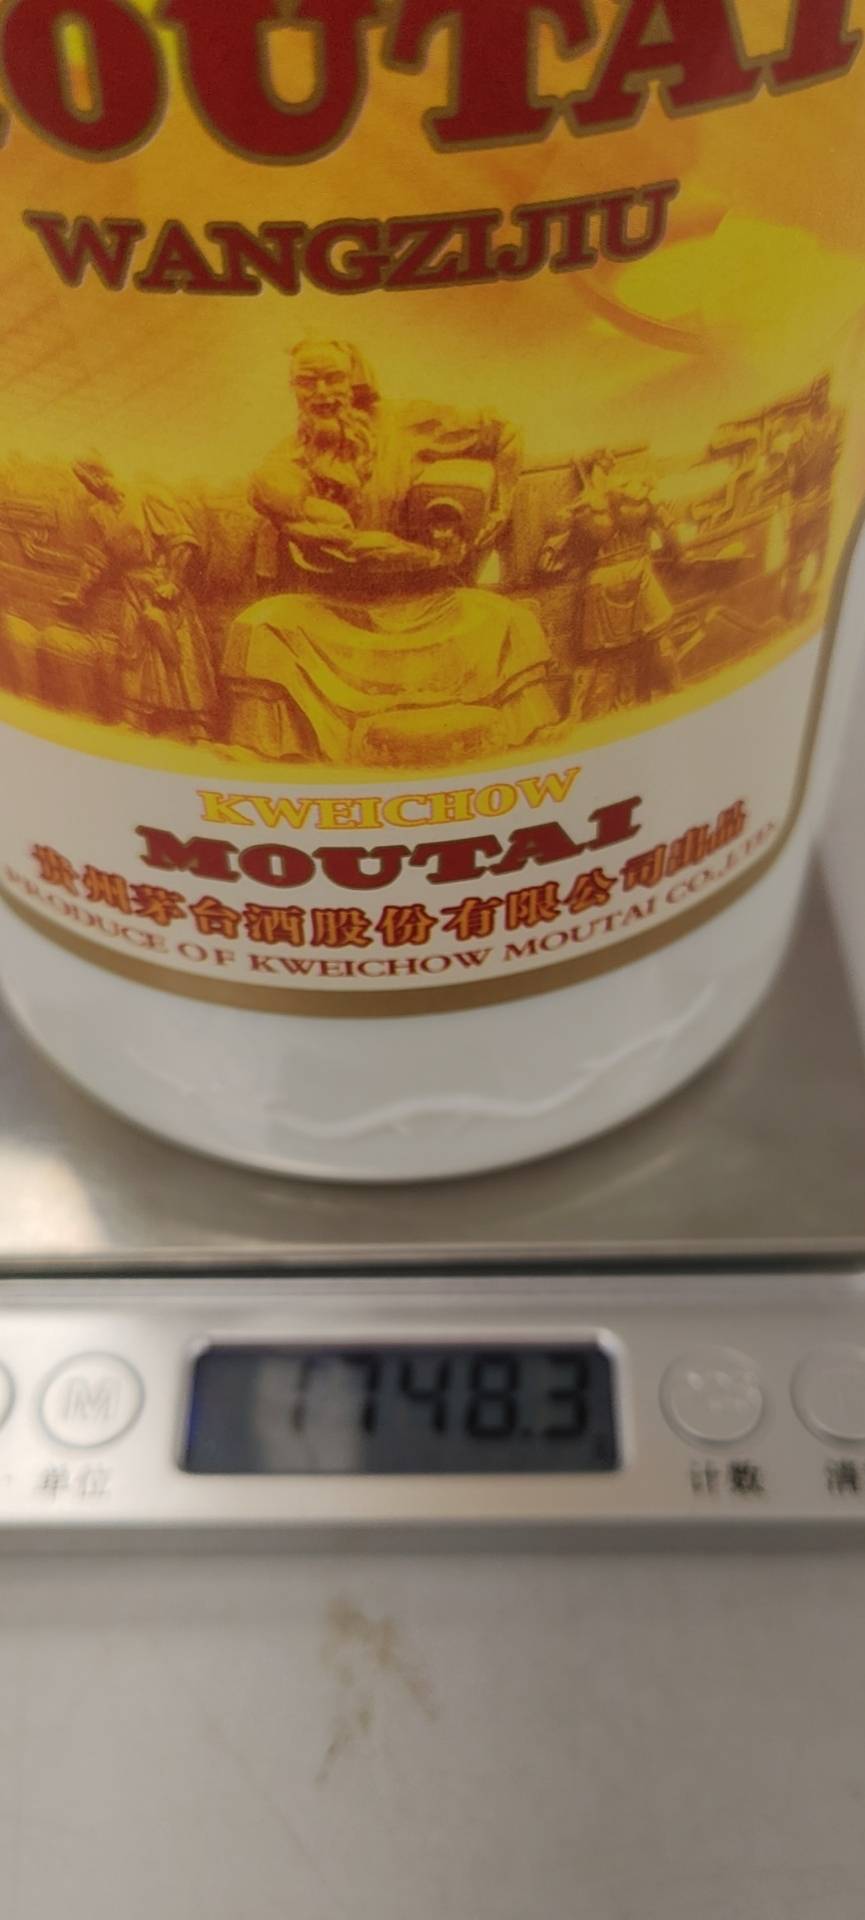 MOUTAI
WANGZIJIU
KWEICHOW
MOUTAI
贵州茅台酒股份有限公司出品
PRODUCE OF KWEICHOW MOUTAI CO.,LTD.
1748.3
M
单位
计数
清